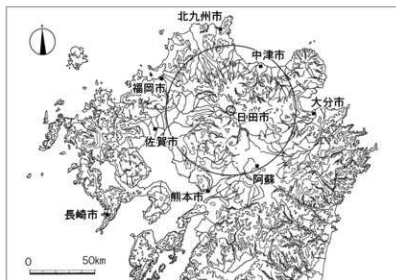 北九州市
中津市
福岡市
大分市
日田市
佐賀市
阿蘇
熊本市
長崎市
0 50km